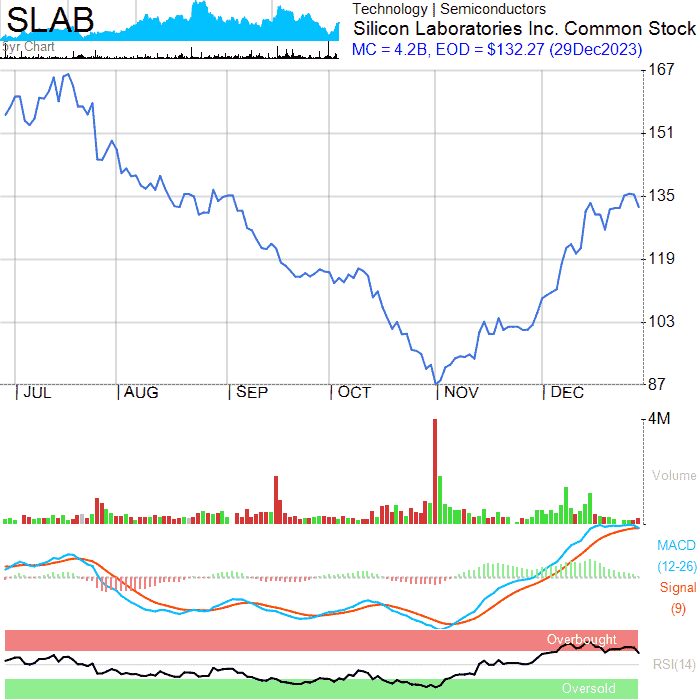 SLAB
5yr Chart
Technology | Semiconductors
Silicon Laboratories Inc. Common Stock
MC = 4.2B, EOD = $132.27 (29Dec2023)
167
151
135
119
103
87
JUL
AUG
SEP
OCT
NOV
DEC
4M
Volume
MACD
(12-26)
Signal
(9)
Overbought
RSI(14)
Oversold